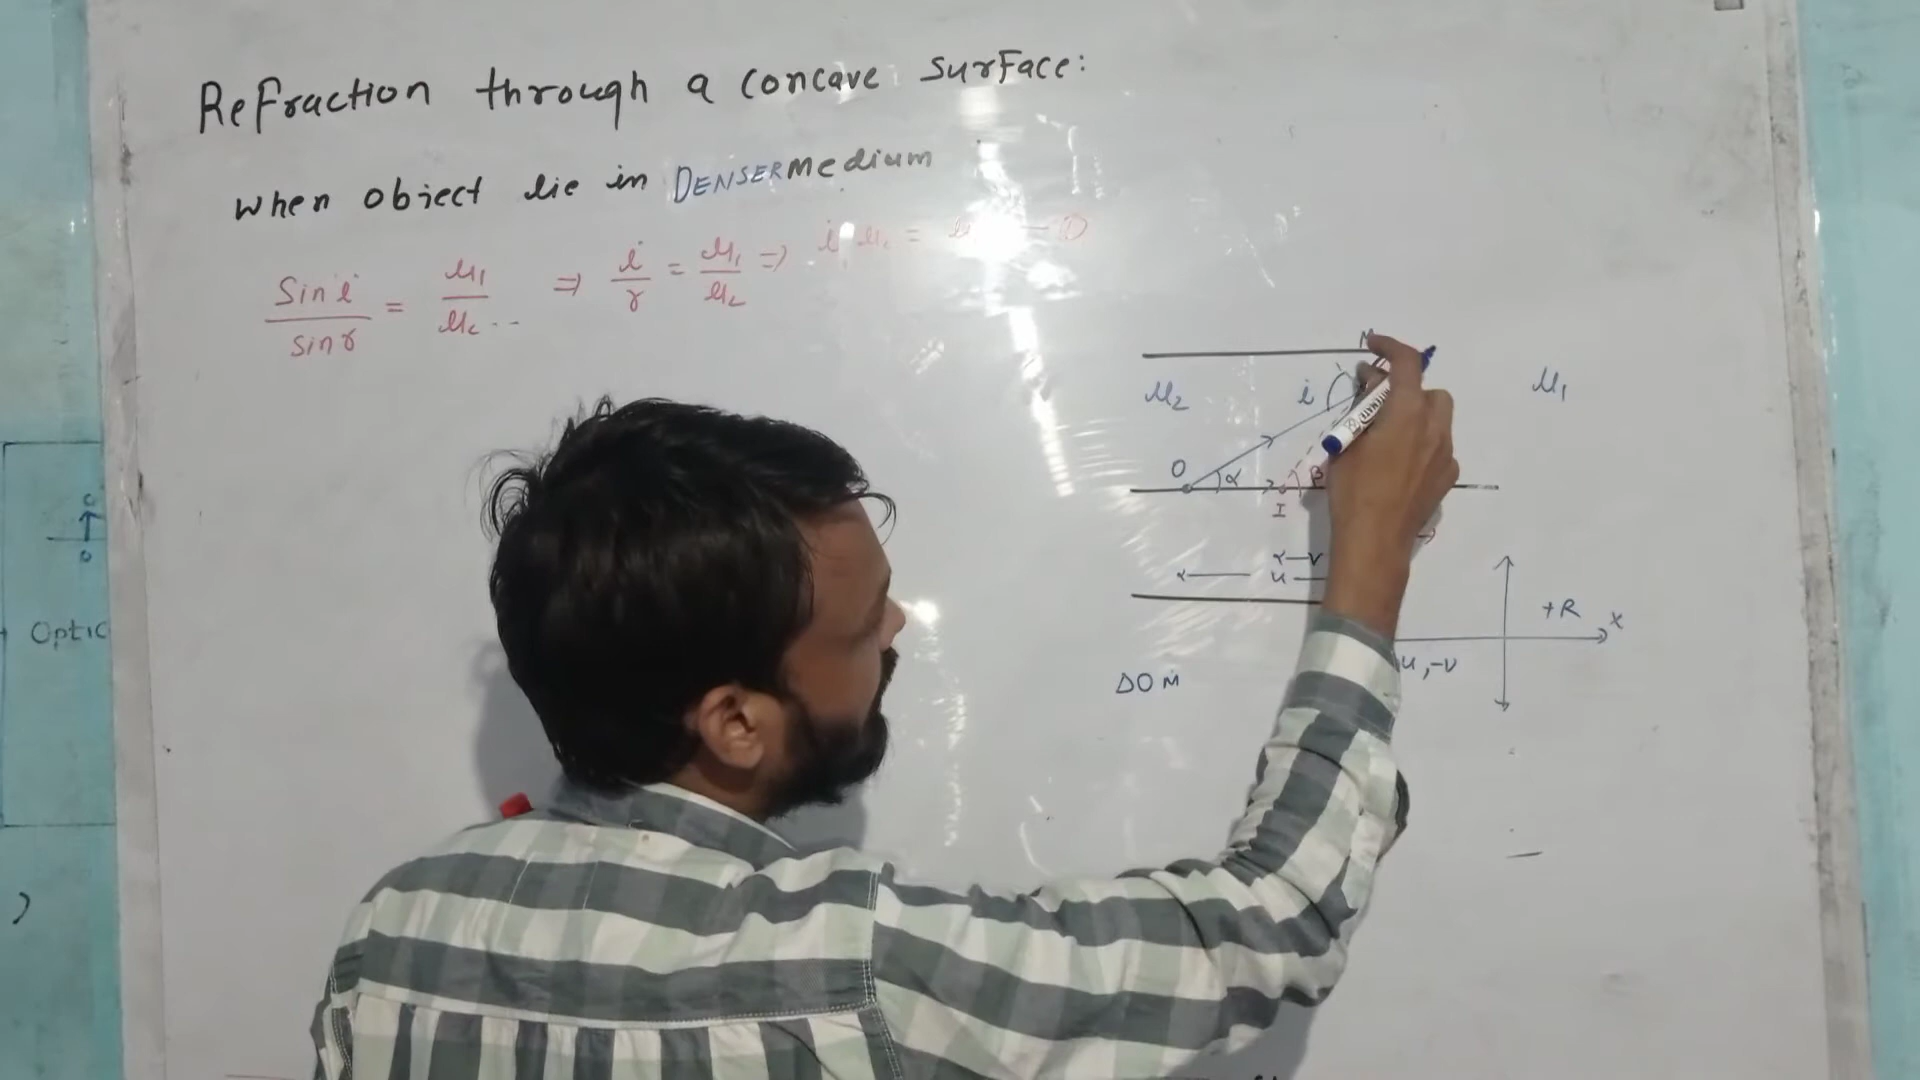 Refraction through a concave surface:
when object lie in DENSER medium
Sin i / sin r = μ1 / μ2 ⇒ i / r = μ1 / μ2 ⇒ i μ2 = — ①
M
μ2 i μ1
O α β
I
v
u
+R x
u, -v
Δ O M
Optic